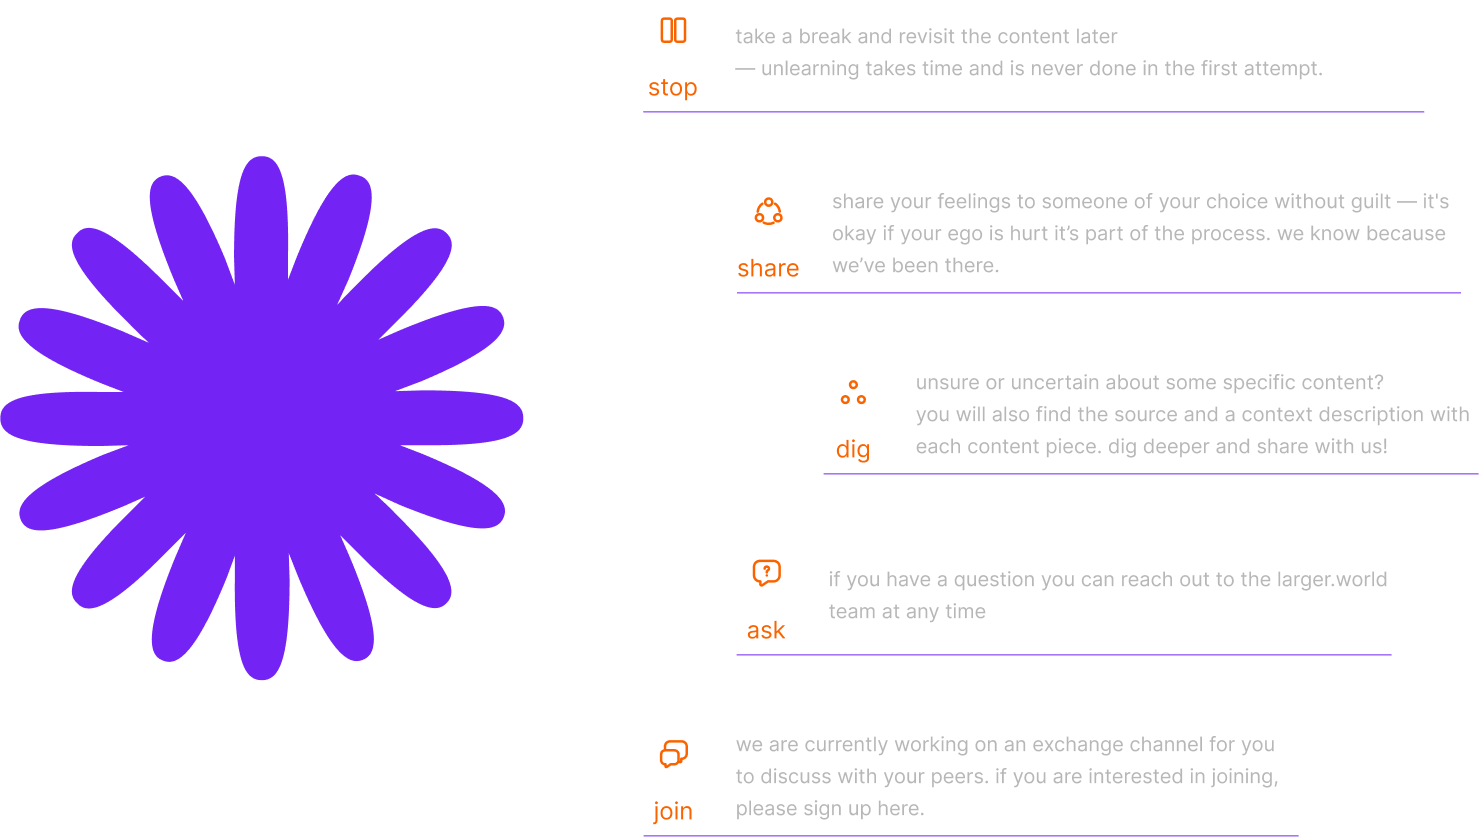 take a break and revisit the content later
— unlearning takes time and is never done in the first attempt.
stop
share your feelings to someone of your choice without guilt — it's
okay if your ego is hurt it’s part of the process. we know because
we’ve been there.
share
unsure or uncertain about some specific content?
you will also find the source and a context description with
each content piece. dig deeper and share with us!
dig
if you have a question you can reach out to the larger.world
team at any time
ask
we are currently working on an exchange channel for you
to discuss with your peers. if you are interested in joining,
please sign up here.
join